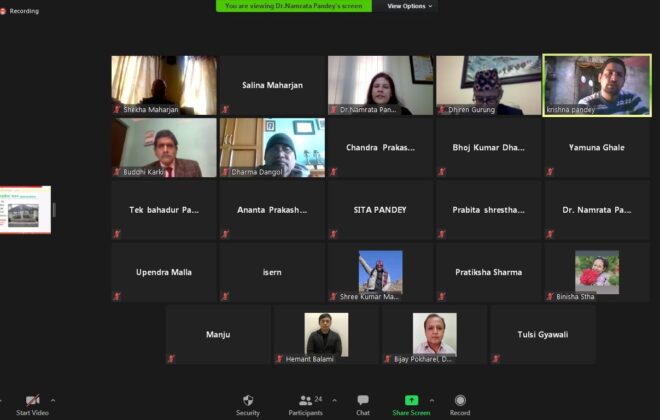 Recording
You are viewing Dr.Namrata Pandey's screen
View Options
Shikha Maharjan
Salina Maharjan
Dr.Namrata Pan...
Dhiren Gurung
krishna pandey
Buddhi Karki
Dharma Dangol
Chandra Prakas...
Bhoj Kumar Dha...
Yamuna Ghale
Tek bahadur Pa...
Ananta Prakash...
SITA PANDEY
Prabita shrestha...
Dr. Namrata Pa...
Upendra Malla
isern
Shree Kumar Ma...
Pratiksha Sharma
Binisha Stha
Manju
Hemant Balami
Bijay Pokharel, D...
Tulsi Gyawali
Start Video
Security
Participants
24
Chat
Share Screen
Record